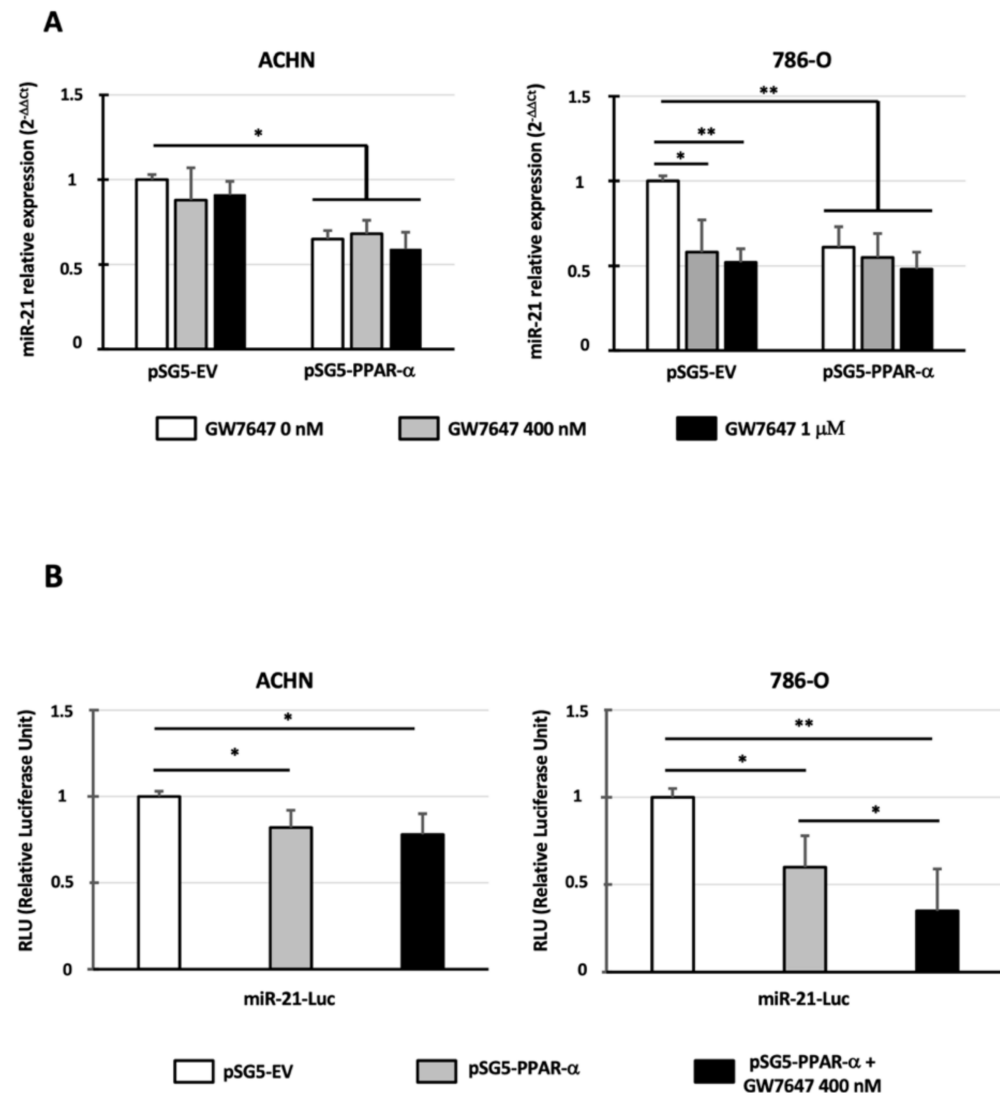 A
ACHN
miR-21 relative expression (2-ΔΔCt)
1.5
1
0.5
0
*
pSG5-EV
pSG5-PPAR-α
786-O
miR-21 relative expression (2-ΔΔCt)
1.5
1
0.5
0
**
**
*
pSG5-EV
pSG5-PPAR-α
GW7647 0 nM
GW7647 400 nM
GW7647 1 μM
B
ACHN
RLU (Relative Luciferase Unit)
1.5
1
0.5
0
*
*
miR-21-Luc
786-O
RLU (Relative Luciferase Unit)
1.5
1
0.5
0
**
*
*
miR-21-Luc
pSG5-EV
pSG5-PPAR-α
pSG5-PPAR-α +
GW7647 400 nM